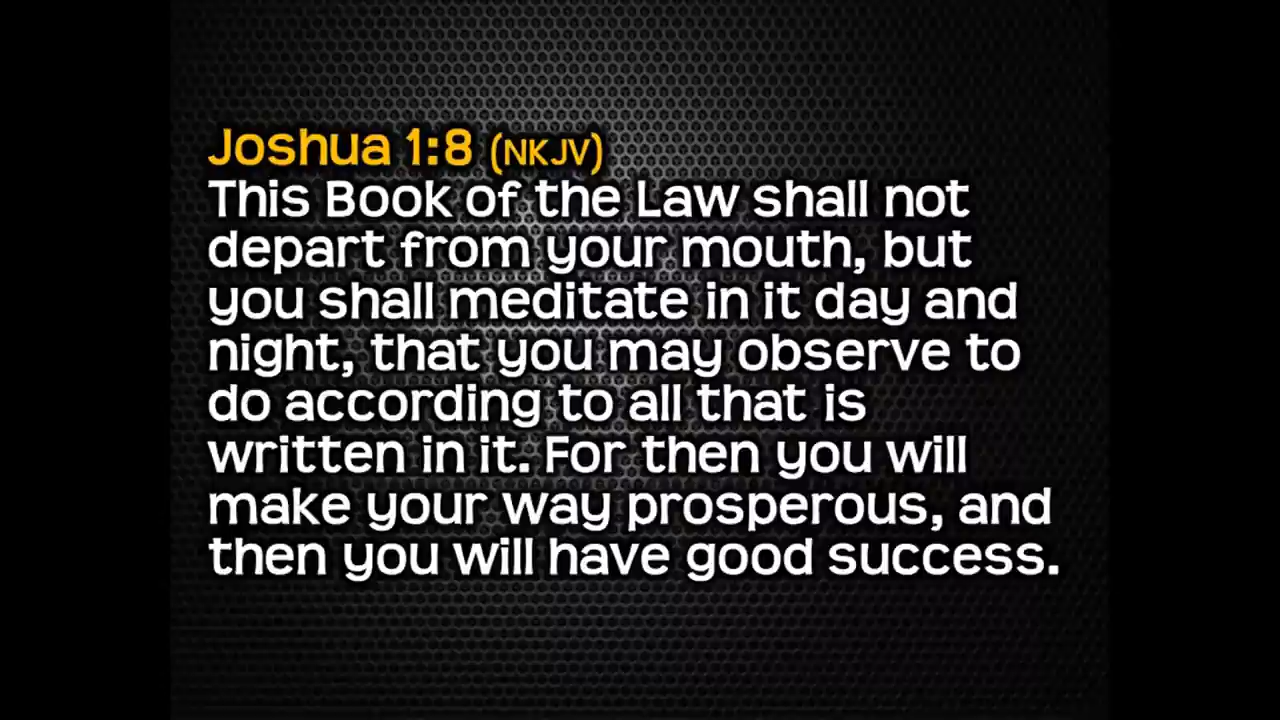 Joshua 1:8 (NKJV)
This Book of the Law shall not
depart from your mouth, but
you shall meditate in it day and
night, that you may observe to
do according to all that is
written in it. For then you will
make your way prosperous, and
then you will have good success.